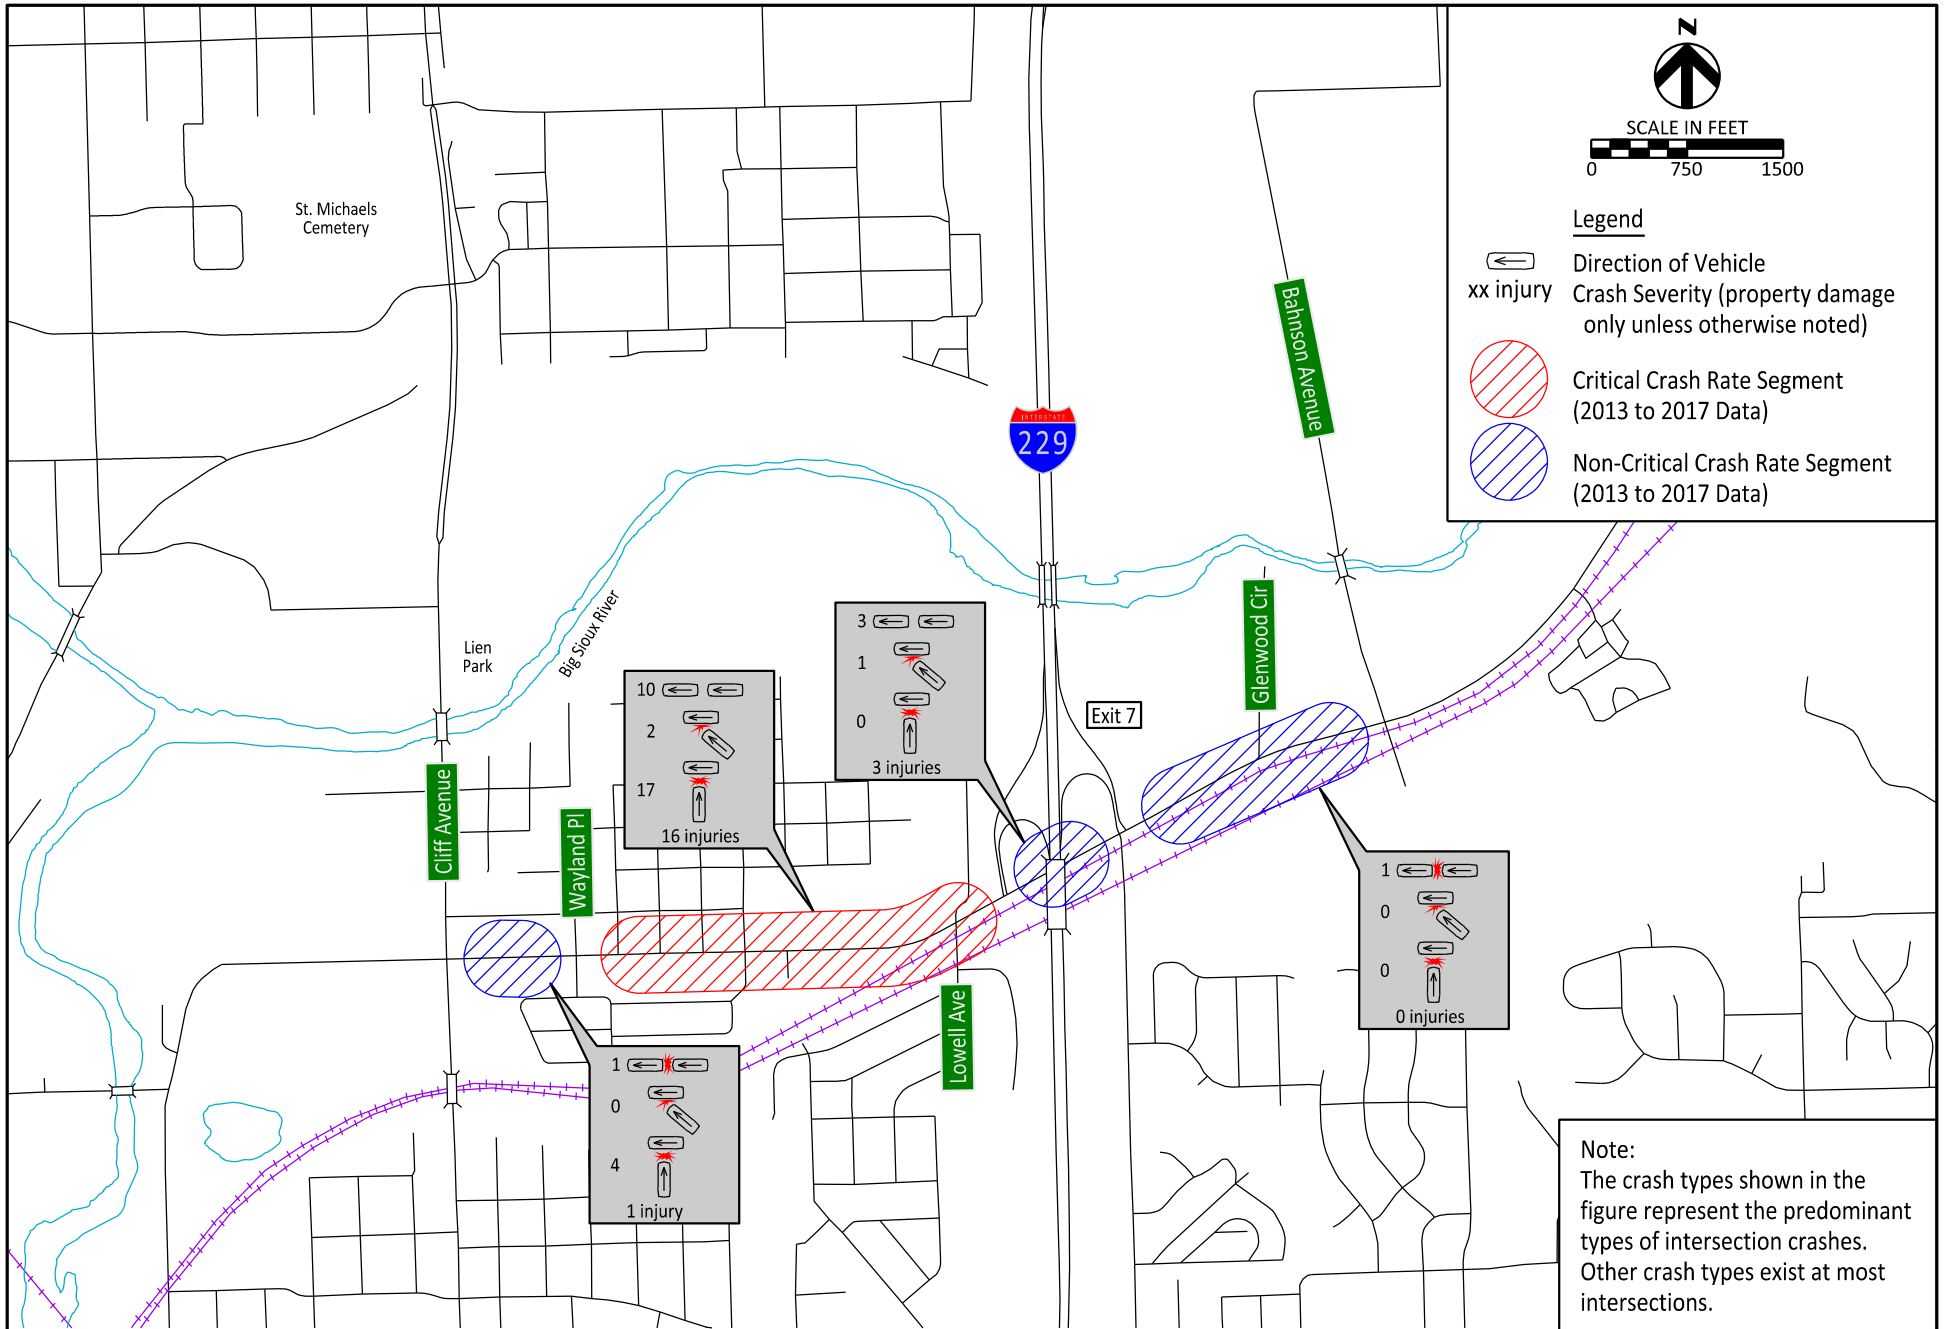 N
SCALE IN FEET
0 750 1500
Legend
Direction of Vehicle
xx injury
Crash Severity (property damage
only unless otherwise noted)
Critical Crash Rate Segment
(2013 to 2017 Data)
Non-Critical Crash Rate Segment
(2013 to 2017 Data)
St. Michaels
Cemetery
Bahnson Avenue
INTERSTATE
229
Lien
Park
Big Sioux River
Glenwood Cir
Exit 7
3
1
0
3 injuries
10
2
17
16 injuries
Cliff Avenue
Wayland Pl
Lowell Ave
1
0
0
0 injuries
1
0
4
1 injury
Note:
The crash types shown in the
figure represent the predominant
types of intersection crashes.
Other crash types exist at most
intersections.